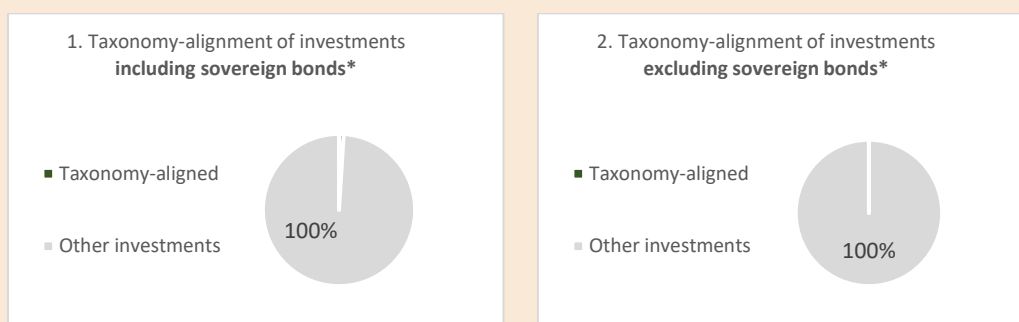 1. Taxonomy-alignment of investments
including sovereign bonds*
Taxonomy-aligned
Other investments
100%
2. Taxonomy-alignment of investments
excluding sovereign bonds*
Taxonomy-aligned
Other investments
100%